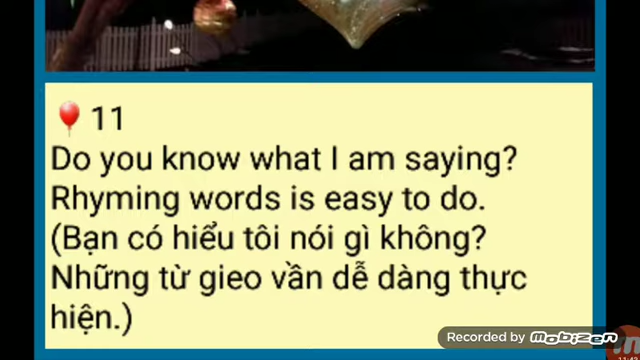 🎈11
Do you know what I am saying?
Rhyming words is easy to do.
(Bạn có hiểu tôi nói gì không?
Những từ gieo vần dễ dàng thực
hiện.)
Recorded by mobizen